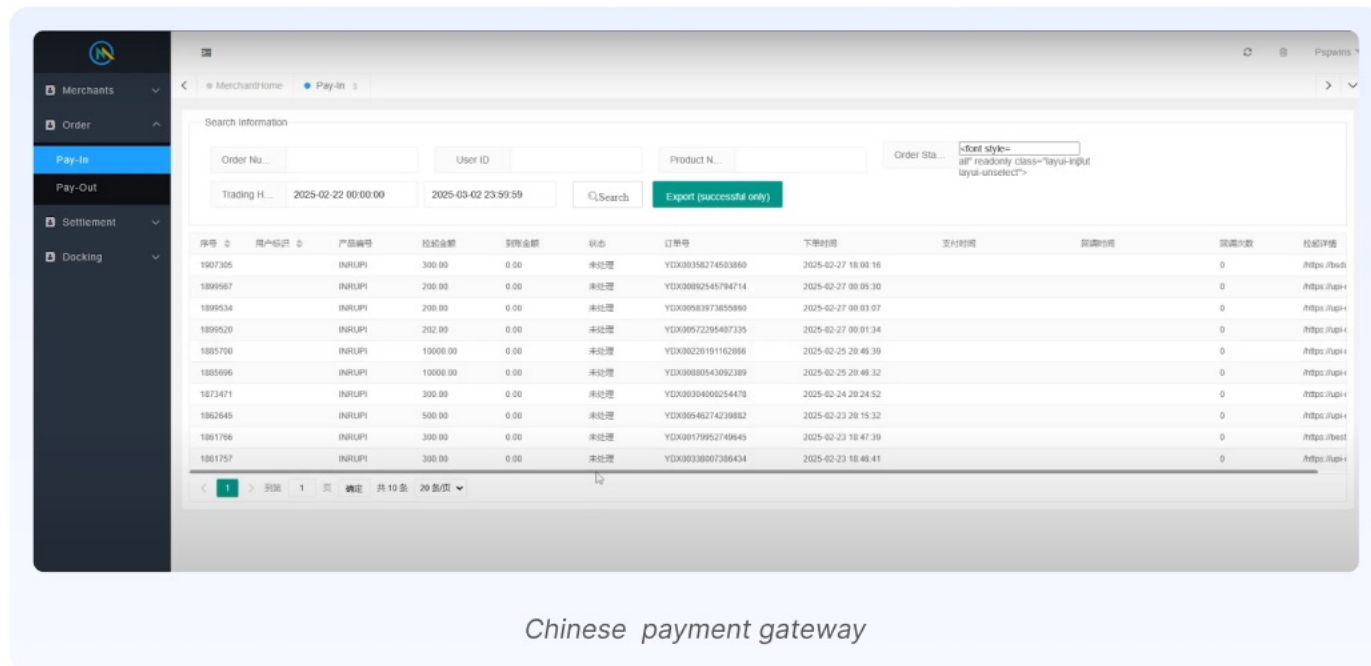 Pspwins
Merchants
MerchantHome
Pay-In
Order
Search Information
Pay-In
Order Nu...
User ID
Product N...
Order Sta...
<font style=
all" readonly class="layui-input
layui-unselect">
Pay-Out
Trading H...
2025-02-22 00:00:00
2025-03-02 23:59:59
Search
Export (successful only)
Settlement
Docking
序号 用户标识 产品编号 拉起金额 到账金额 状态 订单号 下单时间 支付时间 回调时间 回调次数 拉起详情
1907305 INRUPI 300.00 0.00 未处理 YDX00358274503860 2025-02-27 18:00:16 0
1899567 INRUPI 200.00 0.00 未处理 YDX00892545794714 2025-02-27 00:05:30 0
1899534 INRUPI 200.00 0.00 未处理 YDX00583973855860 2025-02-27 00:03:07 0
1899520 INRUPI 202.00 0.00 未处理 YDX00572295407335 2025-02-27 00:01:34 0
1885700 INRUPI 10000.00 0.00 未处理 YDX00226191162866 2025-02-25 20:46:39 0
1885696 INRUPI 10000.00 0.00 未处理 YDX00880543092389 2025-02-25 20:46:32 0
1873471 INRUPI 300.00 0.00 未处理 YDX00304000254478 2025-02-24 20:24:52 0
1862645 INRUPI 500.00 0.00 未处理 YDX00546274239882 2025-02-23 20:15:32 0
1861766 INRUPI 300.00 0.00 未处理 YDX00179952749645 2025-02-23 18:47:39 0
1861757 INRUPI 300.00 0.00 未处理 YDX00338007386434 2025-02-23 18:46:41 0
1 到第 1 页 确定 共 10 条 20 条/页
Chinese payment gateway